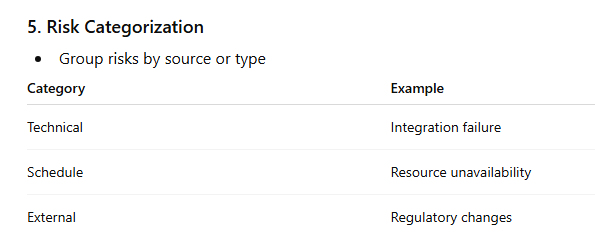 5. Risk Categorization
• Group risks by source or type
Category Example
Technical Integration failure
Schedule Resource unavailability
External Regulatory changes